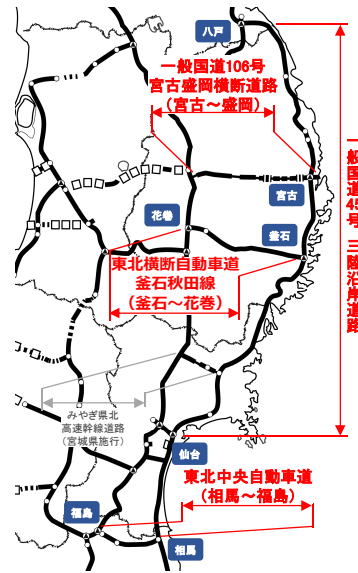 八戸
一般国道106号
宮古盛岡横断道路
(宮古~盛岡)
一般国道45号 三陸沿岸道路
宮古
花巻
釜石
東北横断自動車道
釜石秋田線
(釜石~花巻)
みやぎ県北
高速幹線道路
(宮城県施行)
仙台
東北中央自動車道
(相馬~福島)
福島
相馬